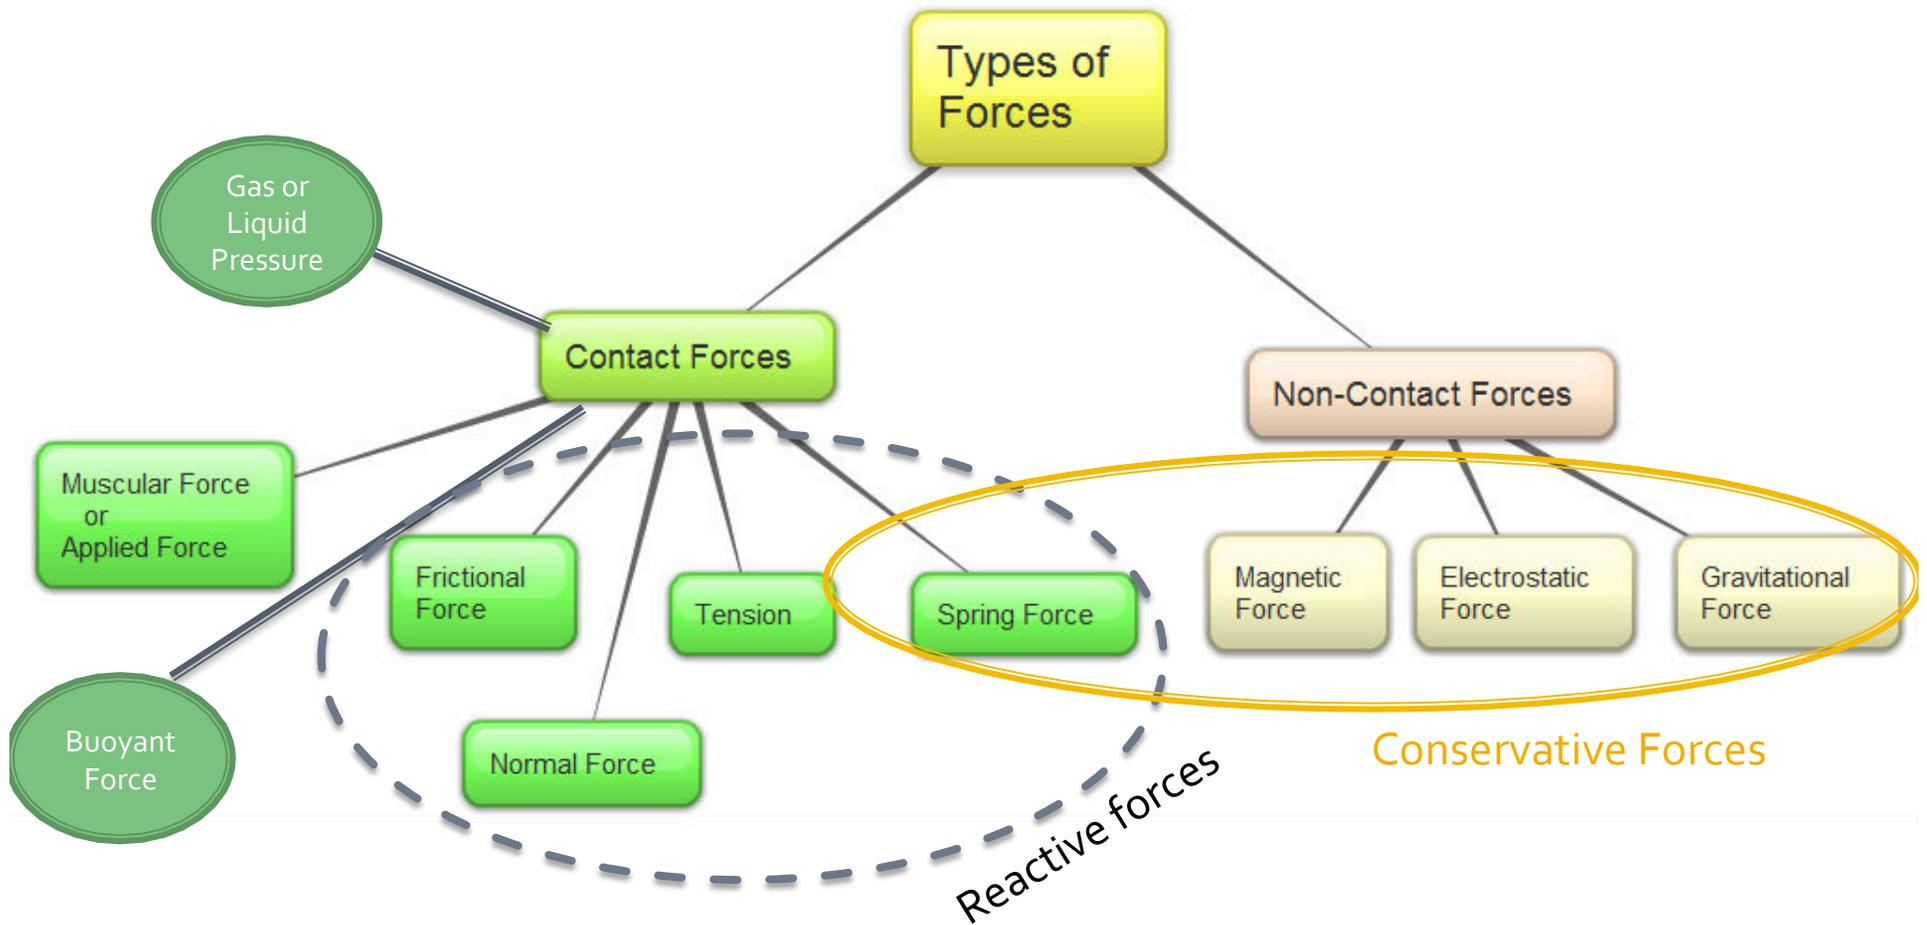 Types of
Forces
Gas or
Liquid
Pressure
Contact Forces
Non-Contact Forces
Muscular Force
or
Applied Force
Frictional
Force
Tension
Spring Force
Magnetic
Force
Electrostatic
Force
Gravitational
Force
Buoyant
Force
Normal Force
Conservative Forces
Reactive forces